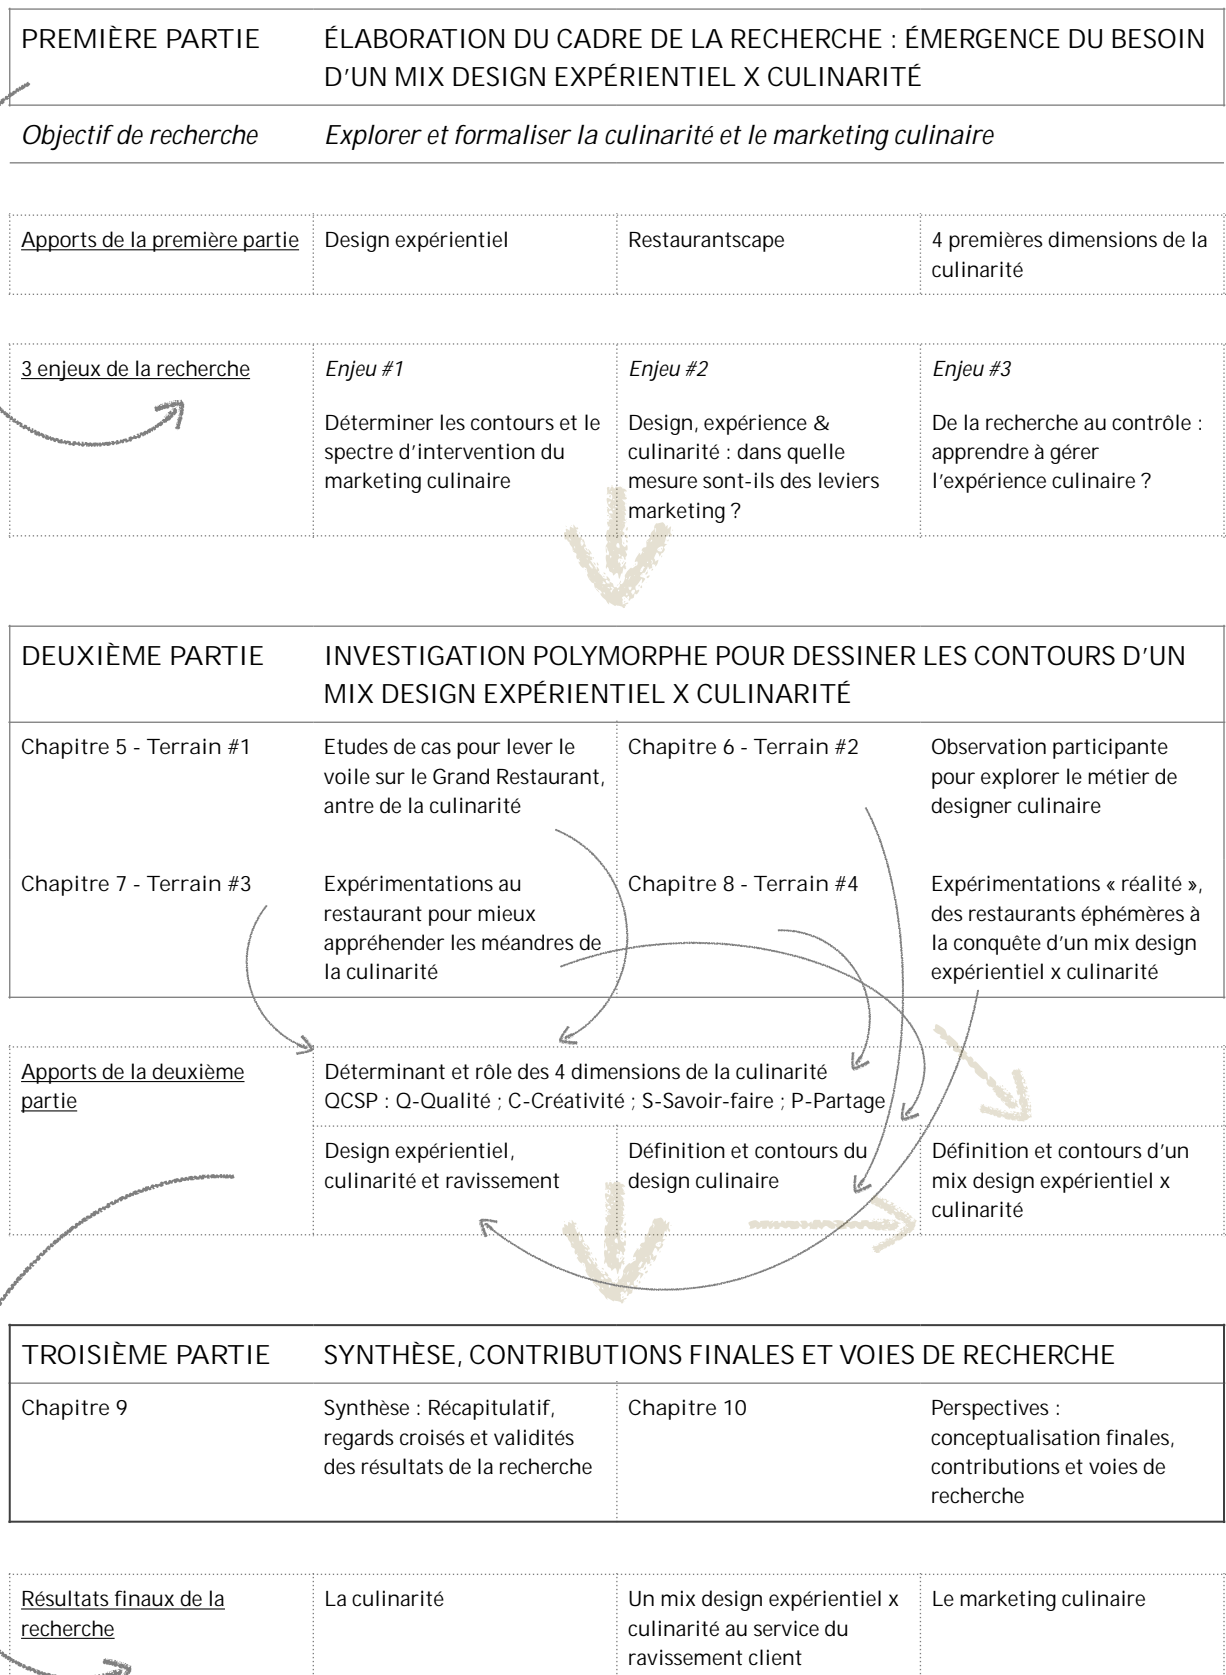 PREMIÈRE PARTIE
ÉLABORATION DU CADRE DE LA RECHERCHE : ÉMERGENCE DU BESOIN
D'UN MIX DESIGN EXPÉRIENTIEL X CULINARITÉ
Objectif de recherche
Explorer et formaliser la culinarité et le marketing culinaire
Apports de la première partie
Design expérientiel
Restaurantscape
4 premières dimensions de la
culinarité
3 enjeux de la recherche
Enjeu #1
Déterminer les contours et le
spectre d'intervention du
marketing culinaire
Enjeu #2
Design, expérience &
culinarité : dans quelle
mesure sont-ils des leviers
marketing ?
Enjeu #3
De la recherche au contrôle :
apprendre à gérer
l'expérience culinaire ?
DEUXIÈME PARTIE
INVESTIGATION POLYMORPHE POUR DESSINER LES CONTOURS D'UN
MIX DESIGN EXPÉRIENTIEL X CULINARITÉ
Chapitre 5 - Terrain #1
Etudes de cas pour lever le
voile sur le Grand Restaurant,
antre de la culinarité
Chapitre 6 - Terrain #2
Observation participante
pour explorer le métier de
designer culinaire
Chapitre 7 - Terrain #3
Expérimentations au
restaurant pour mieux
appréhender les méandres de
la culinarité
Chapitre 8 - Terrain #4
Expérimentations « réalité »,
des restaurants éphémères à
la conquête d'un mix design
expérientiel x culinarité
Apports de la deuxième
partie
Déterminant et rôle des 4 dimensions de la culinarité
QCSP : Q-Qualité ; C-Créativité ; S-Savoir-faire ; P-Partage
Design expérientiel,
culinarité et ravissement
Définition et contours du
design culinaire
Définition et contours d'un
mix design expérientiel x
culinarité
TROISIÈME PARTIE
SYNTHÈSE, CONTRIBUTIONS FINALES ET VOIES DE RECHERCHE
Chapitre 9
Synthèse : Récapitulatif,
regards croisés et validités
des résultats de la recherche
Chapitre 10
Perspectives :
conceptualisation finales,
contributions et voies de
recherche
Résultats finaux de la
recherche
La culinarité
Un mix design expérientiel x
culinarité au service du
ravissement client
Le marketing culinaire